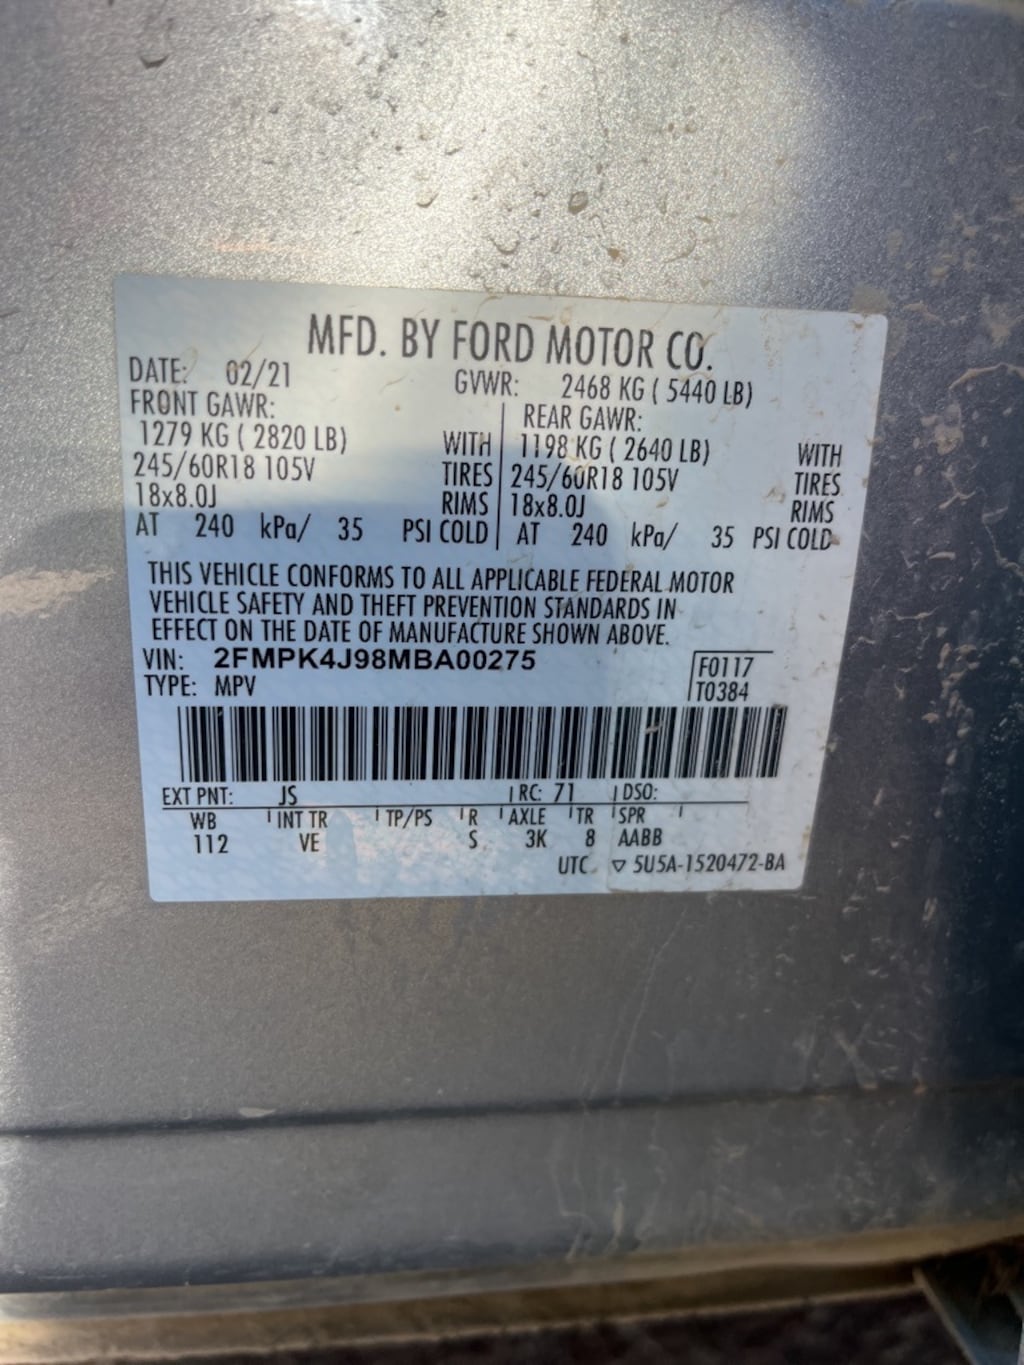 MFD. BY FORD MOTOR CO.
DATE: 02/21 GVWR: 2468 KG ( 5440 LB)
FRONT GAWR: REAR GAWR:
1279 KG ( 2820 LB) WITH 1198 KG ( 2640 LB) WITH
245/60R18 105V TIRES 245/60R18 105V TIRES
18x8.0J RIMS 18x8.0J RIMS
AT 240 kPa/ 35 PSI COLD AT 240 kPa/ 35 PSI COLD
THIS VEHICLE CONFORMS TO ALL APPLICABLE FEDERAL MOTOR
VEHICLE SAFETY AND THEFT PREVENTION STANDARDS IN
EFFECT ON THE DATE OF MANUFACTURE SHOWN ABOVE.
VIN: 2FMPK4J98MBA00275 F0117
TYPE: MPV T0384
EXT PNT: JS RC: 71 DSO:
WB INT TR TP/PS R AXLE TR SPR
112 VE S 3K 8 AABB
UTC ▽ 5U5A-1520472-BA